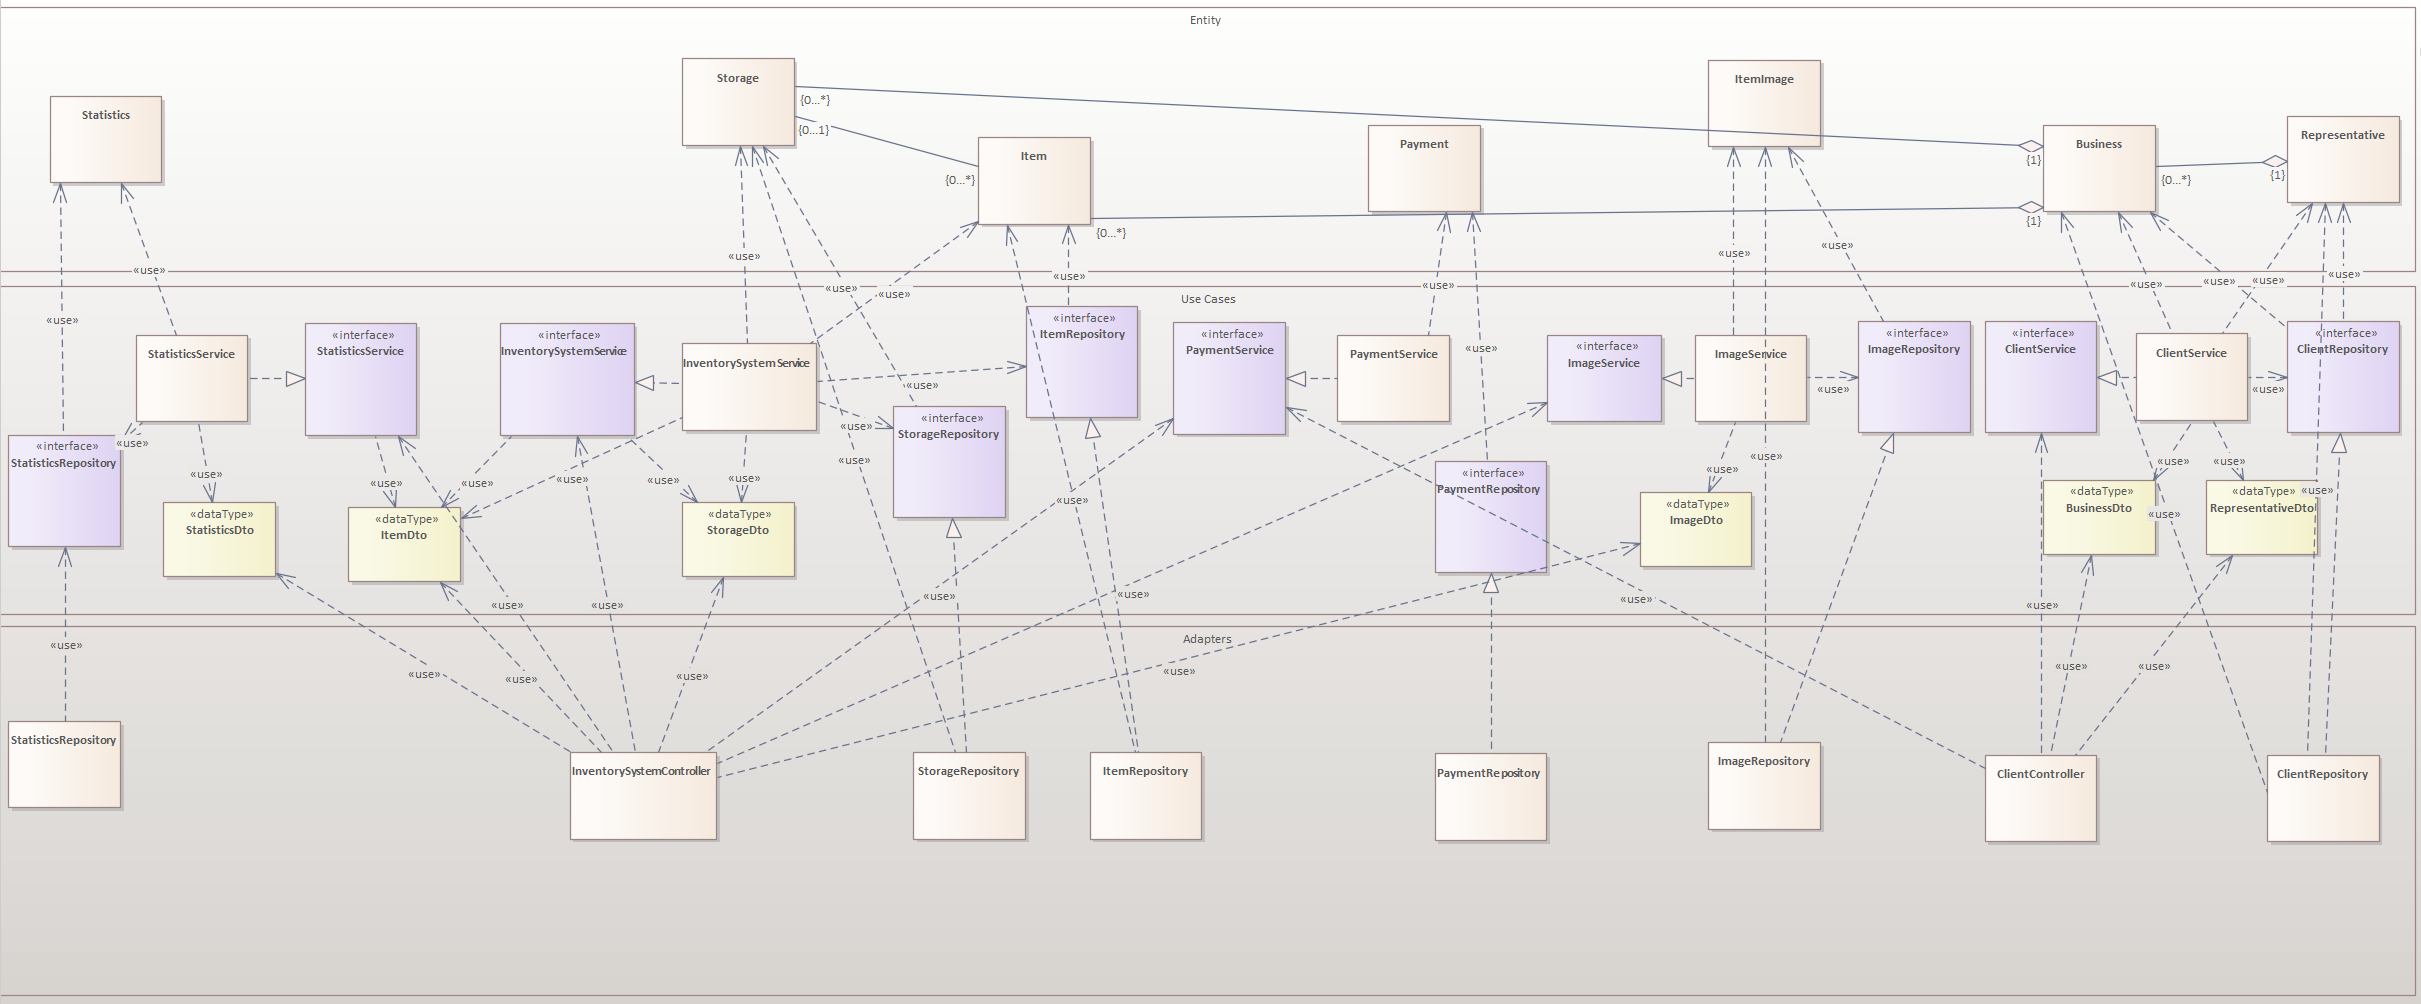 Entity
Storage
ItemImage
Statistics
{0...*}
Representative
{0...1}
Payment
Business
Item
{1}
{0...*}
{0...*}
{1}
{0...*}
{1}
«use»
«use»
«use»
«use»
«use»
«use»
«use»
«use»
«use»
«use»
«use»
«use»
«use»
Use Cases
«use»
«interface»
ItemRepository
«interface»
StatisticsService
«interface»
InventorySystemService
«interface»
PaymentService
«interface»
ImageRepository
«interface»
ClientService
«interface»
ClientRepository
StatisticsService
InventorySystemService
PaymentService
«interface»
ImageService
ImageService
ClientService
«use»
«use»
«use»
«use»
«interface»
StorageRepository
«use»
«use»
«interface»
StatisticsRepository
«use»
«use»
«use»
«use»
«use»
«use»
«use»
«use»
«use»
«use»
«use»
«interface»
PaymentRepository
«use»
«dataType»
StatisticsDto
«dataType»
ItemDto
«dataType»
StorageDto
«use»
«dataType»
ImageDto
«dataType»
BusinessDto
«dataType»
RepresentativeDto
«use»
«use»
«use»
«use»
«use»
«use»
«use»
«use»
Adapters
«use»
«use»
«use»
«use»
«use»
«use»
«use»
StatisticsRepository
InventorySystemController
StorageRepository
ItemRepository
PaymentRepository
ImageRepository
ClientController
ClientRepository